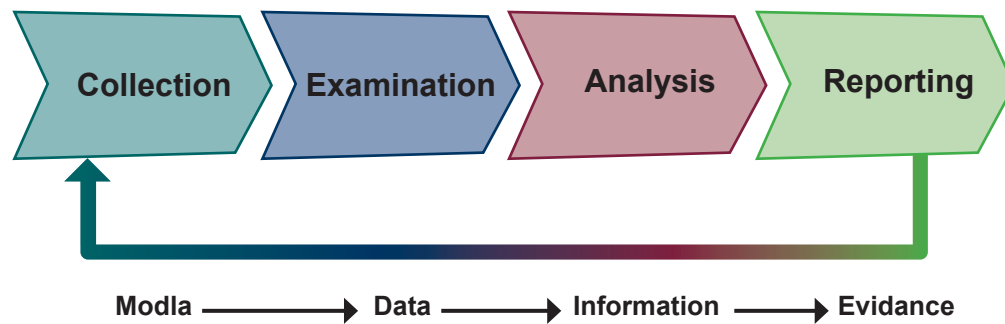 Collection Examination Analysis Reporting
Modla Data Information Evidance